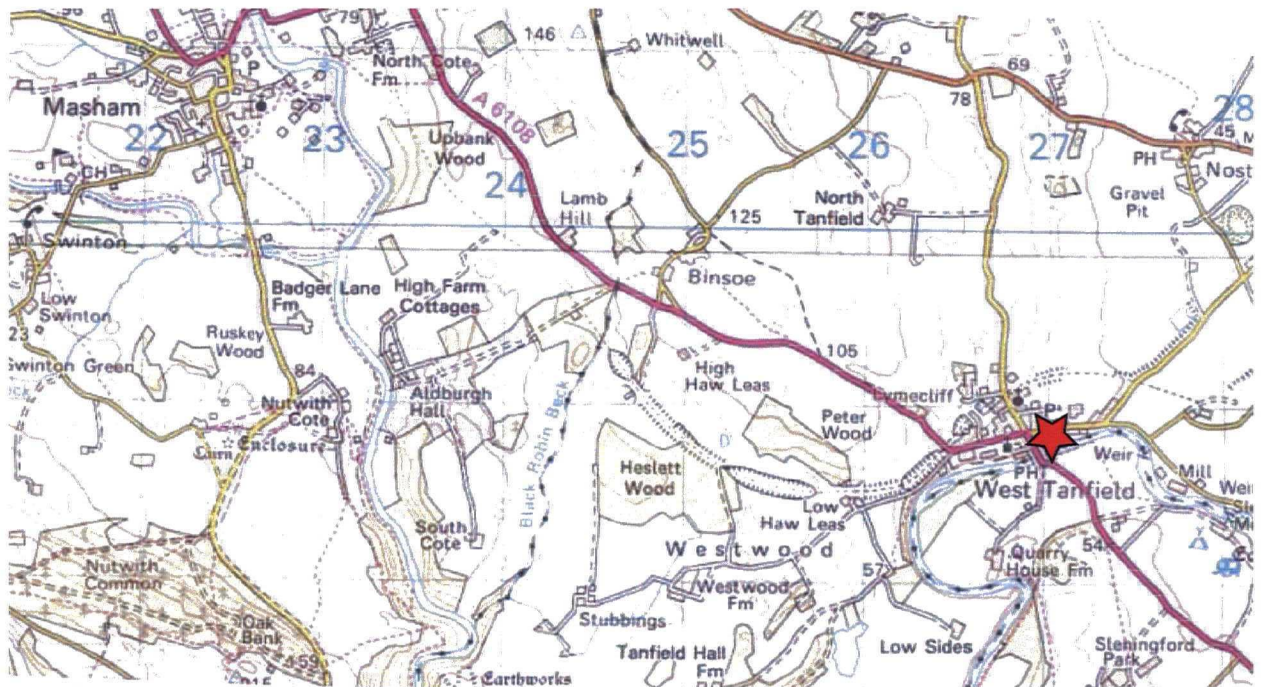 96
79
146
Whitwell
P
North Cote
Fm
69
Masham
A 6108
78
28
22
23
Upbank
Wood
25
26
27
45
CH
PH
Nost
24
Lamb
Hill
North
Tanfield
Gravel
Pit
125
Swinton
Binsoe
Badger Lane
Fm
High Farm
Cottages
Low
Swinton
23
Ruskey
Wood
105
Swinton Green
84
High
Haw Leas
Aldburgh
Hall
Lymecliff
Nutwith
Cote
Peter
Wood
Enclosure
Black Robin Beck
Weir
Heslett
Wood
PH
Mill
West Tanfield
Low
Haw Leas
South
Cote
Westwood
54
Nutwith
Common
57
Quarry
House Fm
Westwood
Fm
Stubbings
Oak
Bank
Low Sides
Tanfield Hall
Fm
Sleningford
Park
59
Earthworks